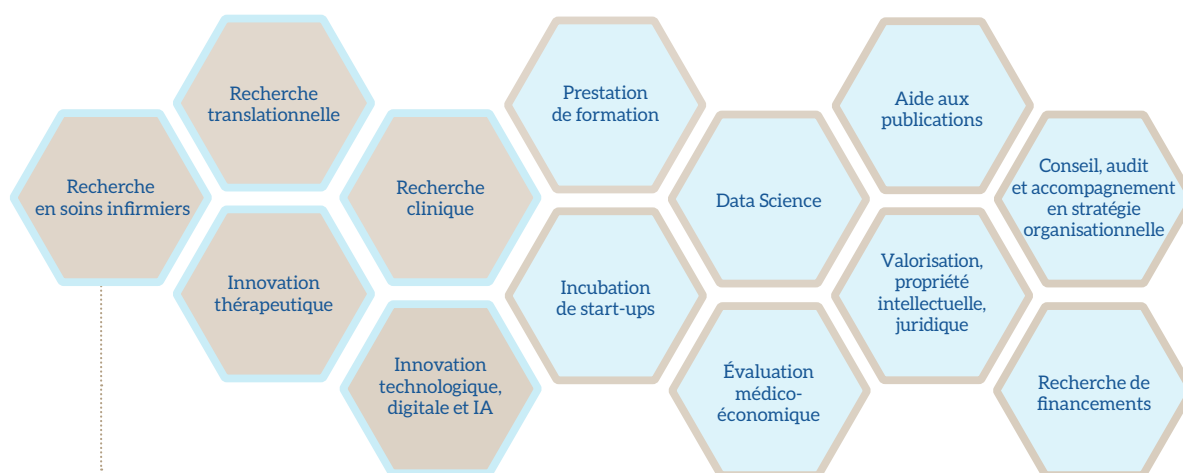 Recherche
en soins infirmiers
Recherche
translationnelle
Innovation
thérapeutique
Recherche
clinique
Innovation
technologique,
digitale et IA
Prestation
de formation
Incubation
de start-ups
Data Science
Évaluation
médico-
économique
Aide aux
publications
Valorisation,
propriété
intellectuelle,
juridique
Conseil, audit
et accompagnement
en stratégie
organisationnelle
Recherche de
financements